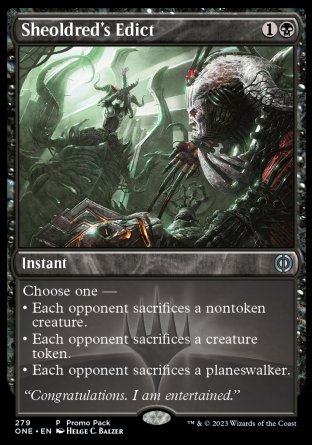 Sheoldred's Edict 1
Instant
Choose one —
• Each opponent sacrifices a nontoken
creature.
• Each opponent sacrifices a creature
token.
• Each opponent sacrifices a planeswalker.
"Congratulations. I am entertained."
279 P Promo Pack
ONE • EN Helge C. Balzer ™ & © 2023 Wizards of the Coast